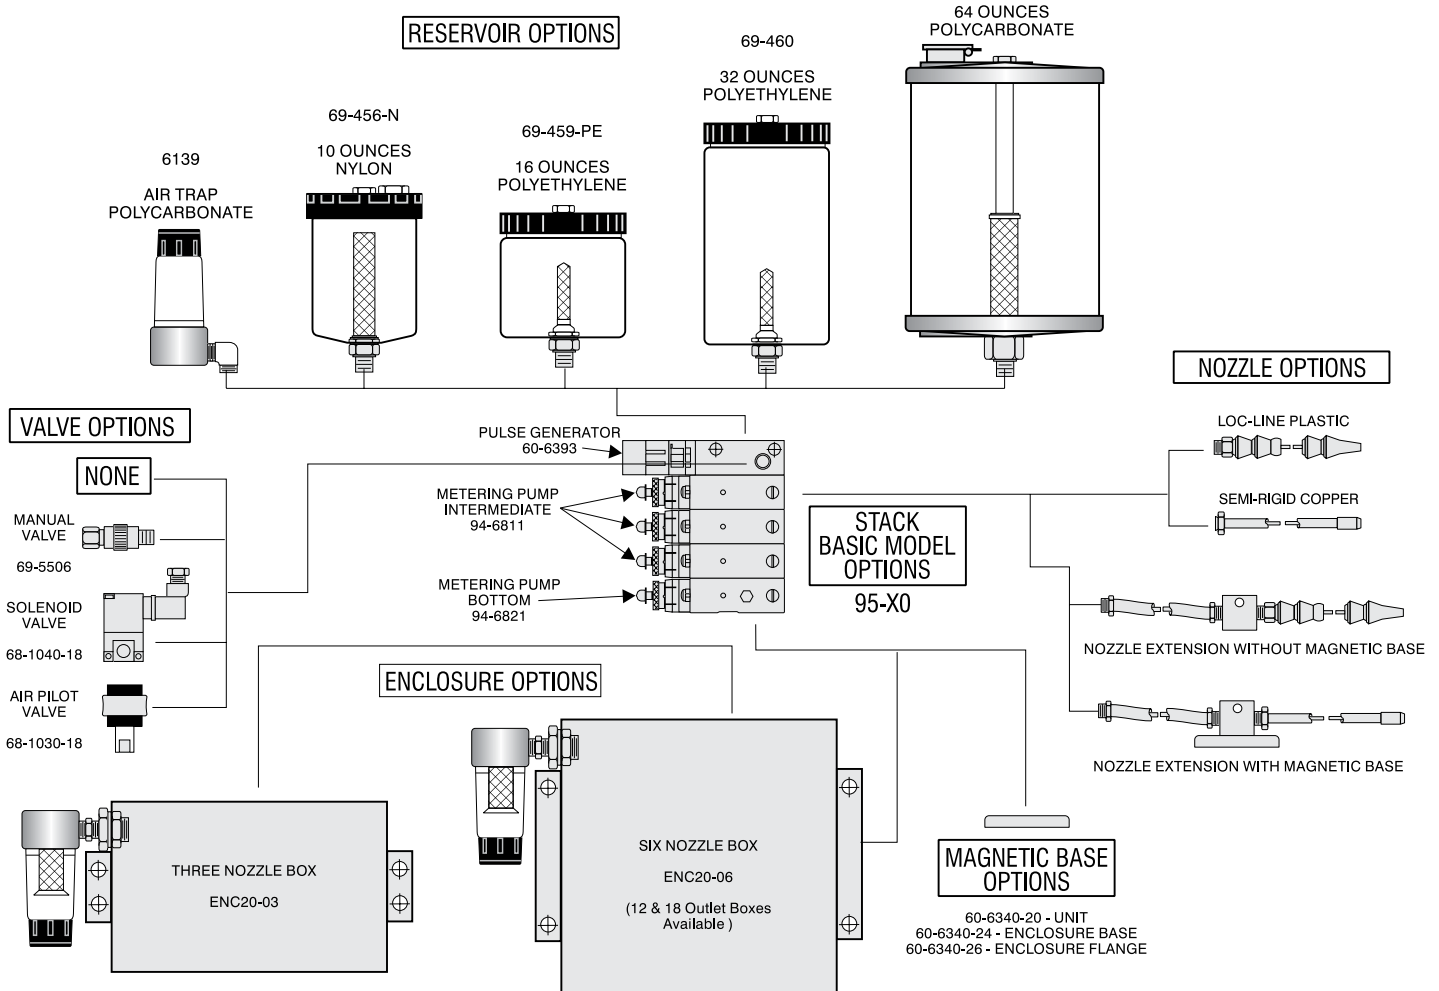 RESERVOIR OPTIONS
6139
AIR TRAP
POLYCARBONATE
69-456-N
10 OUNCES
NYLON
69-459-PE
16 OUNCES
POLYETHYLENE
69-460
32 OUNCES
POLYETHYLENE
64 OUNCES
POLYCARBONATE
VALVE OPTIONS
NONE
MANUAL
VALVE
69-5506
SOLENOID
VALVE
68-1040-18
AIR PILOT
VALVE
68-1030-18
PULSE GENERATOR
60-6393
METERING PUMP
INTERMEDIATE
94-6811
METERING PUMP
BOTTOM
94-6821
STACK
BASIC MODEL
OPTIONS
95-X0
NOZZLE OPTIONS
LOC-LINE PLASTIC
SEMI-RIGID COPPER
NOZZLE EXTENSION WITHOUT MAGNETIC BASE
NOZZLE EXTENSION WITH MAGNETIC BASE
ENCLOSURE OPTIONS
THREE NOZZLE BOX
ENC20-03
SIX NOZZLE BOX
ENC20-06
(12 & 18 Outlet Boxes
Available )
MAGNETIC BASE
OPTIONS
60-6340-20 - UNIT
60-6340-24 - ENCLOSURE BASE
60-6340-26 - ENCLOSURE FLANGE